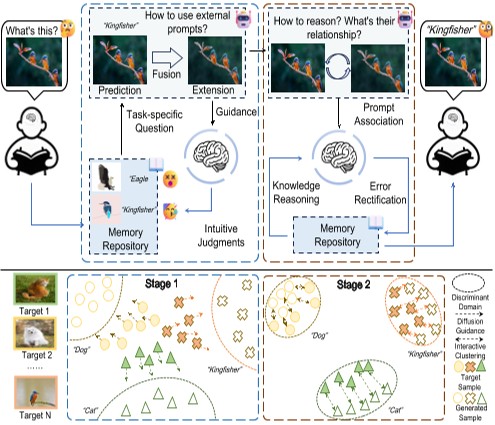 What's this?
"Kingfisher"
How to use external
prompts?
Fusion
Prediction
Extension
Task-specific
Question
Guidance
"Eagle
"Kingfisher"
Memory
Repository
Intuitive
Judgments
How to reason? What's their
relationship?
Prompt
Association
Knowledge
Reasoning
Error
Rectification
Memory
Repository
"Kingfisher"
Target 1
Target 2
......
Target N
Stage 1
"Dog"
"Kingfisher"
"Cat"
Stage 2
"Dog"
"Kingfisher"
"Cat"
Discriminant
Domain
Diffusion
Guidance
Interactive
Clustering
Target
Sample
Generated
Sample